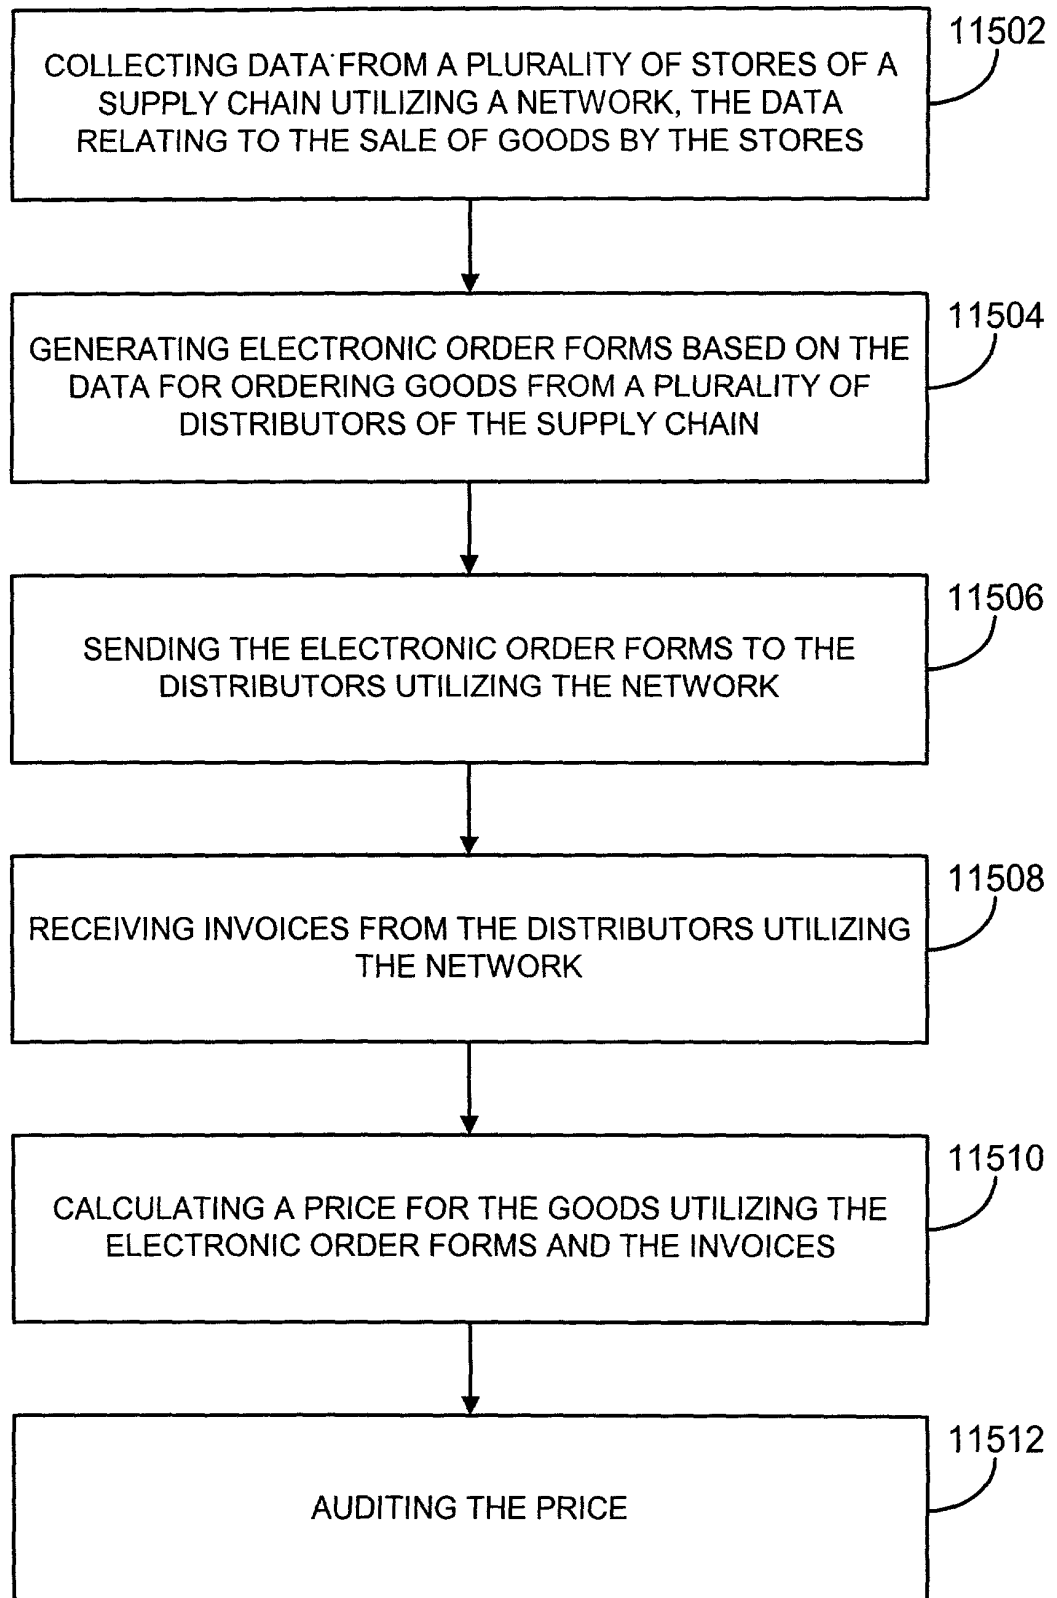 11502
COLLECTING DATA FROM A PLURALITY OF STORES OF A
SUPPLY CHAIN UTILIZING A NETWORK, THE DATA
RELATING TO THE SALE OF GOODS BY THE STORES
11504
GENERATING ELECTRONIC ORDER FORMS BASED ON THE
DATA FOR ORDERING GOODS FROM A PLURALITY OF
DISTRIBUTORS OF THE SUPPLY CHAIN
11506
SENDING THE ELECTRONIC ORDER FORMS TO THE
DISTRIBUTORS UTILIZING THE NETWORK
11508
RECEIVING INVOICES FROM THE DISTRIBUTORS UTILIZING
THE NETWORK
11510
CALCULATING A PRICE FOR THE GOODS UTILIZING THE
ELECTRONIC ORDER FORMS AND THE INVOICES
11512
AUDITING THE PRICE